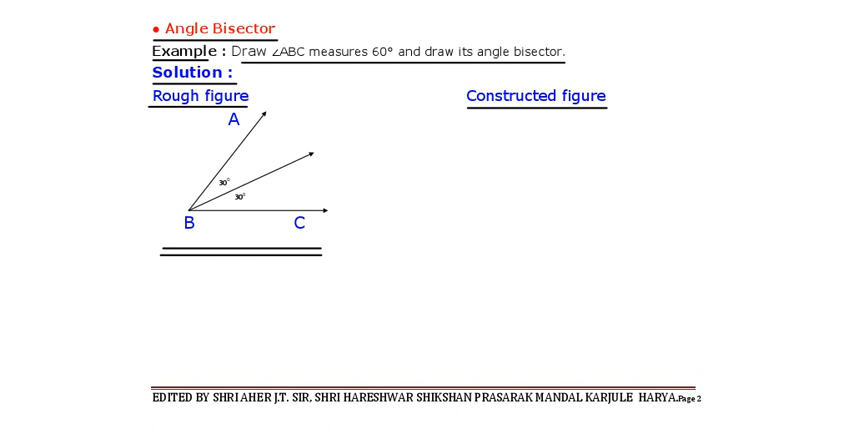 • Angle Bisector
Example : Draw ∠ABC measures 60° and draw its angle bisector.
Solution :
Rough figure Constructed figure
A
30°
30°
B C
EDITED BY SHRI AHER J.T. SIR, SHRI HARESHWAR SHIKSHAN PRASARAK MANDAL KARJULE HARYA.Page 2